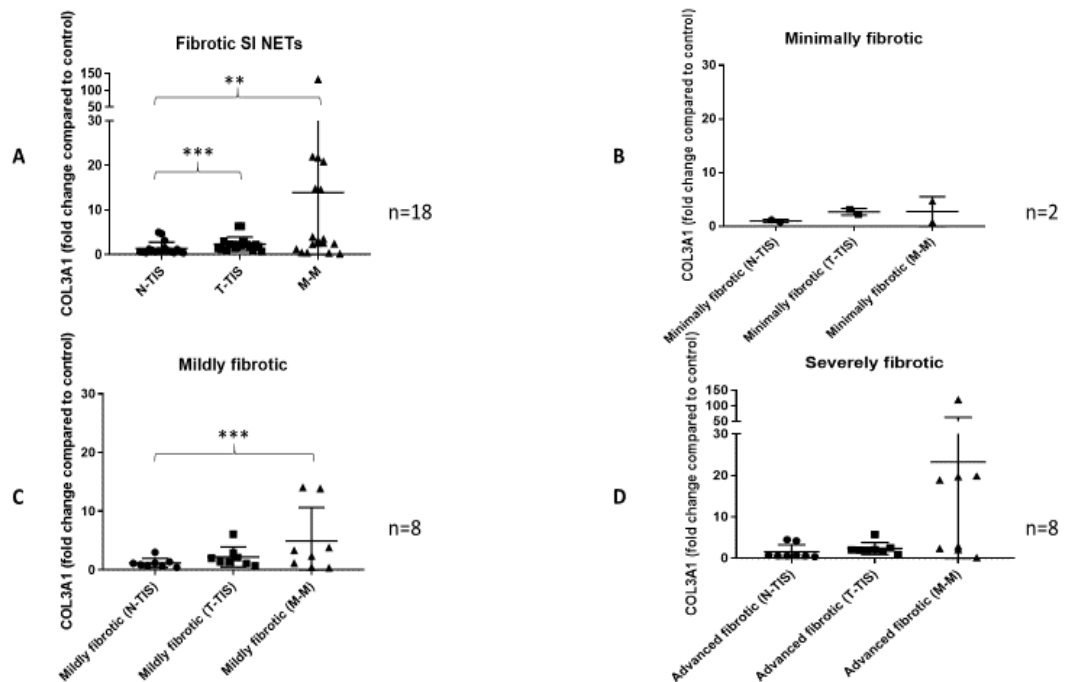 A
Fibrotic SI NETs
COL3A1 (fold change compared to control)
150
100
50
30
20
10
0
**
***
N-TIS
T-TIS
M-M
n=18
B
Minimally fibrotic
COL3A1 (fold change compared to control)
30
20
10
0
Minimally fibrotic (N-TIS)
Minimally fibrotic (T-TIS)
Minimally fibrotic (M-M)
n=2
C
Mildly fibrotic
COL3A1 (fold change compared to control)
30
20
10
0
***
Mildly fibrotic (N-TIS)
Mildly fibrotic (T-TIS)
Mildly fibrotic (M-M)
n=8
D
Severely fibrotic
COL3A1 (fold change compared to control)
150
100
50
30
20
10
0
Advanced fibrotic (N-TIS)
Advanced fibrotic (T-TIS)
Advanced fibrotic (M-M)
n=8